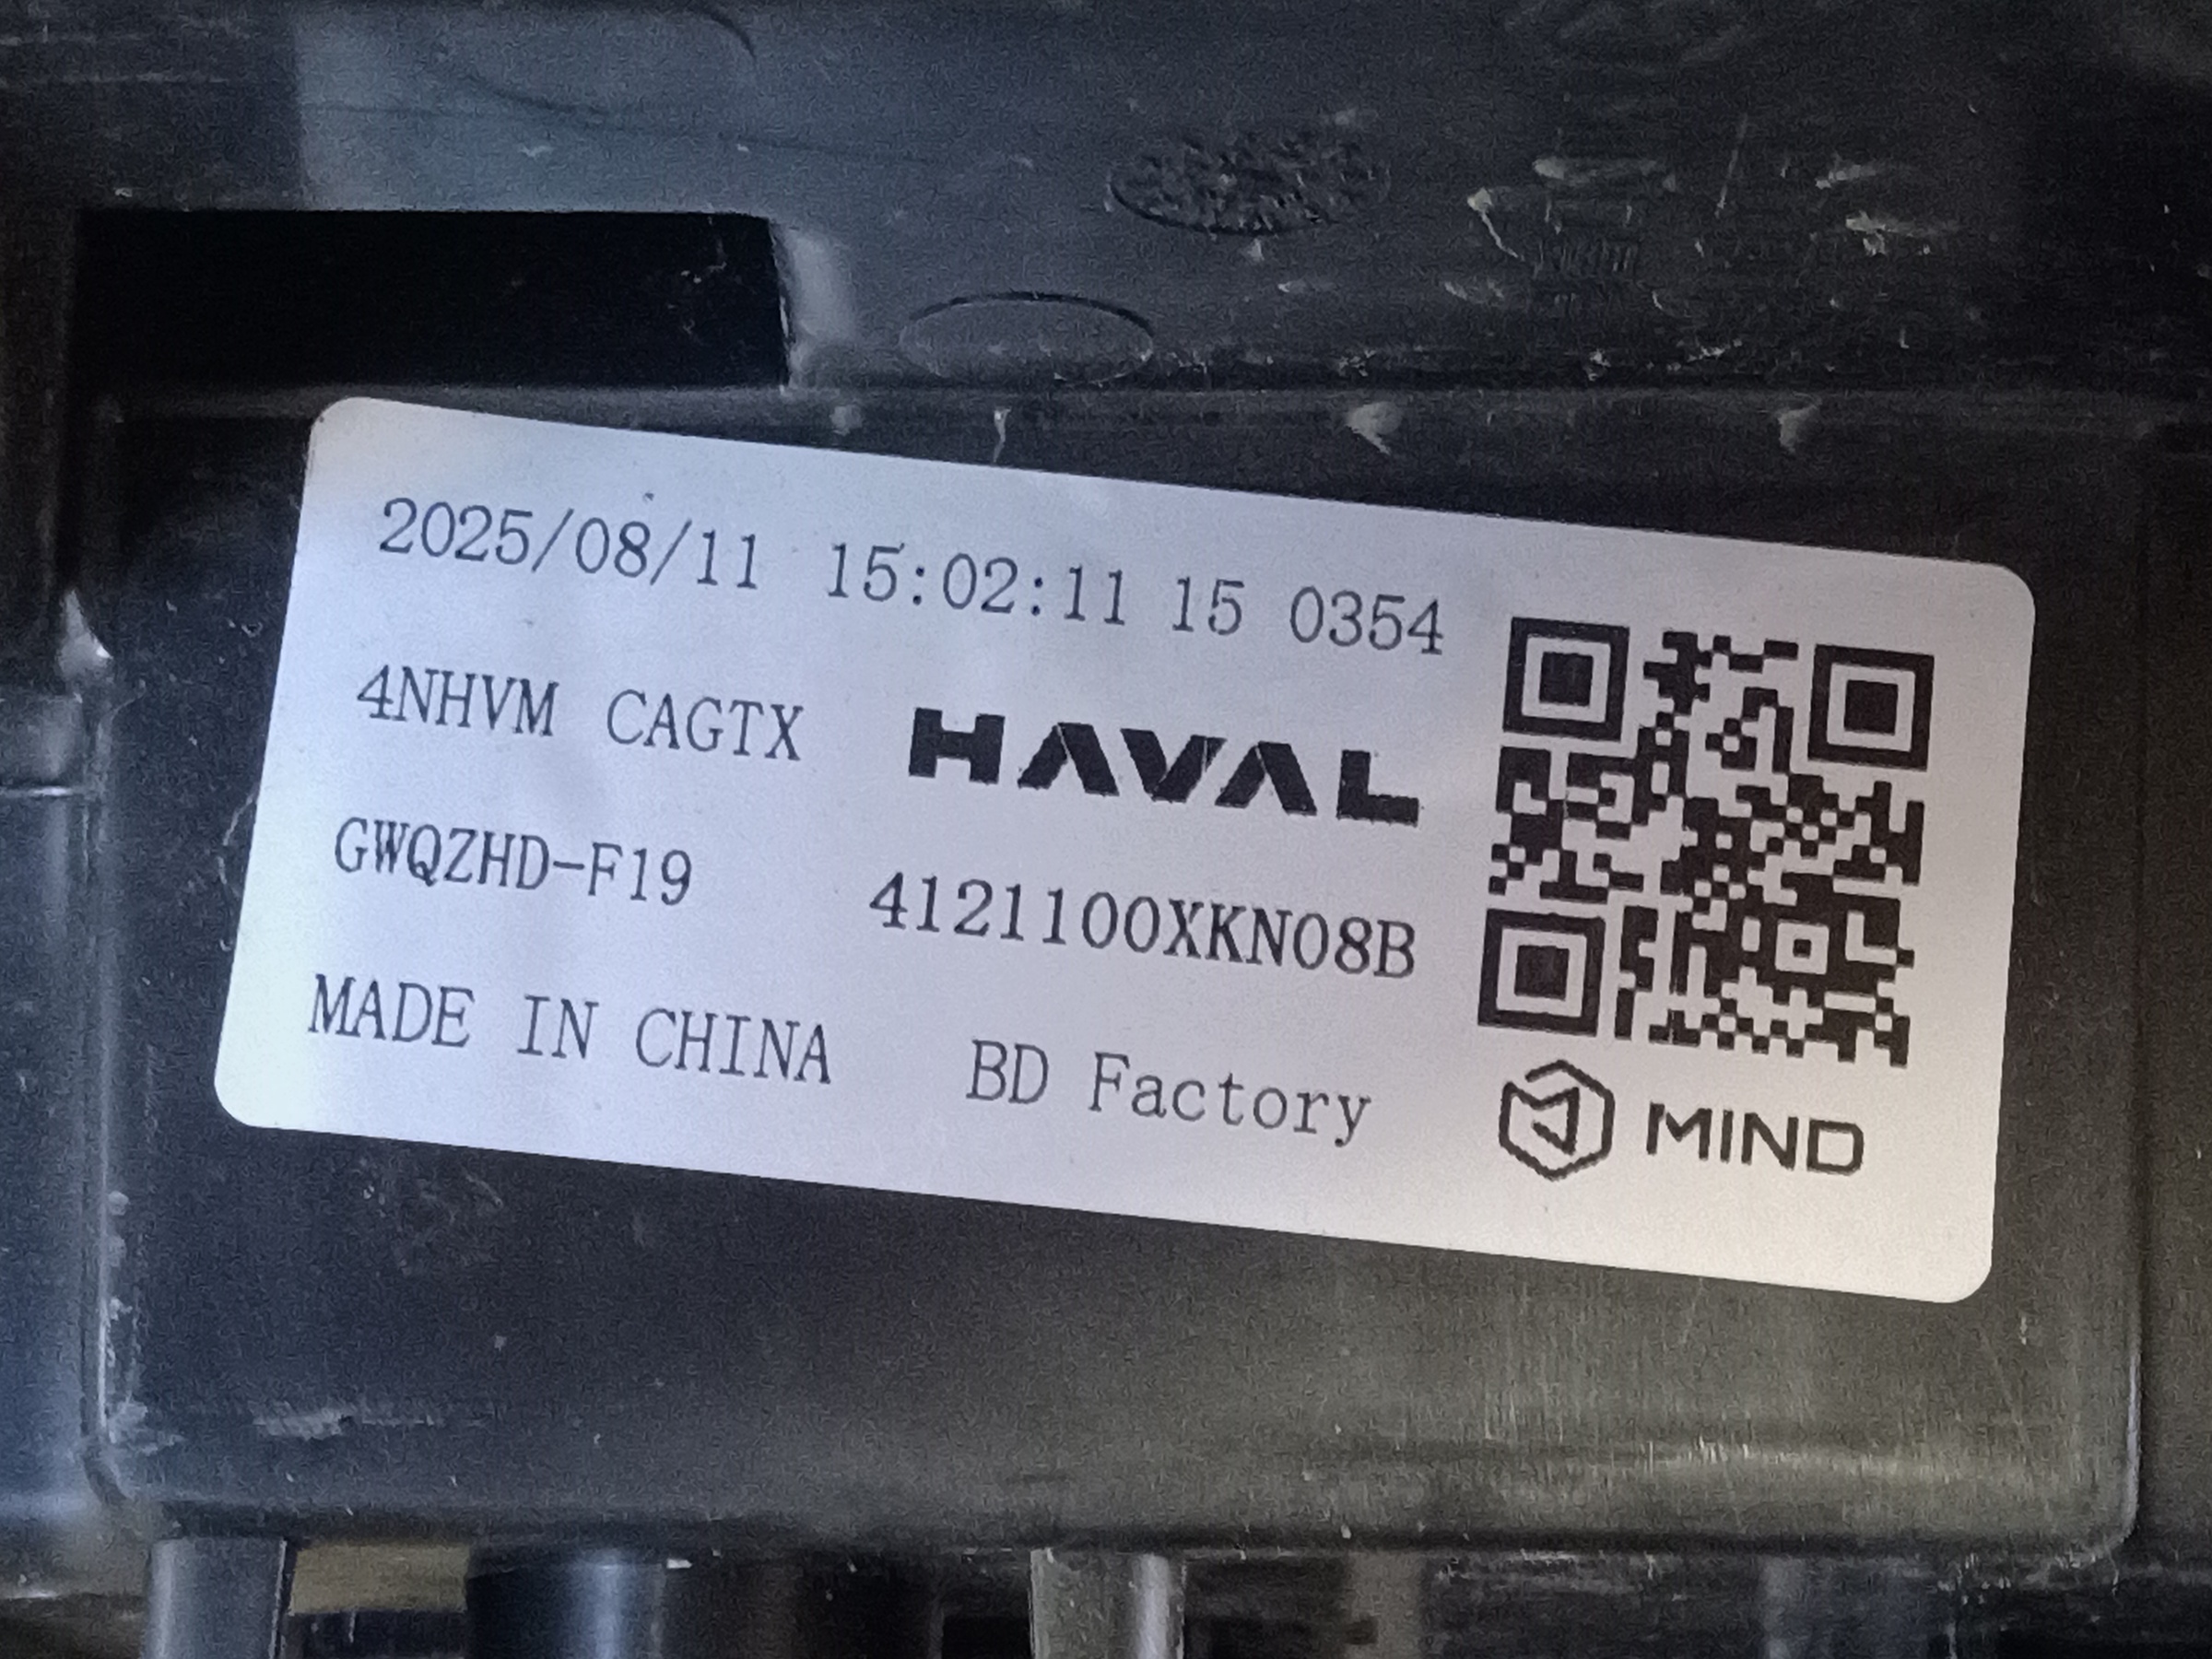 2025/08/11 15:02:11 15 0354
4NHVM CAGTX HAVAL
GWQZHD-F19 4121100XKN08B
MADE IN CHINA BD Factory
MIND